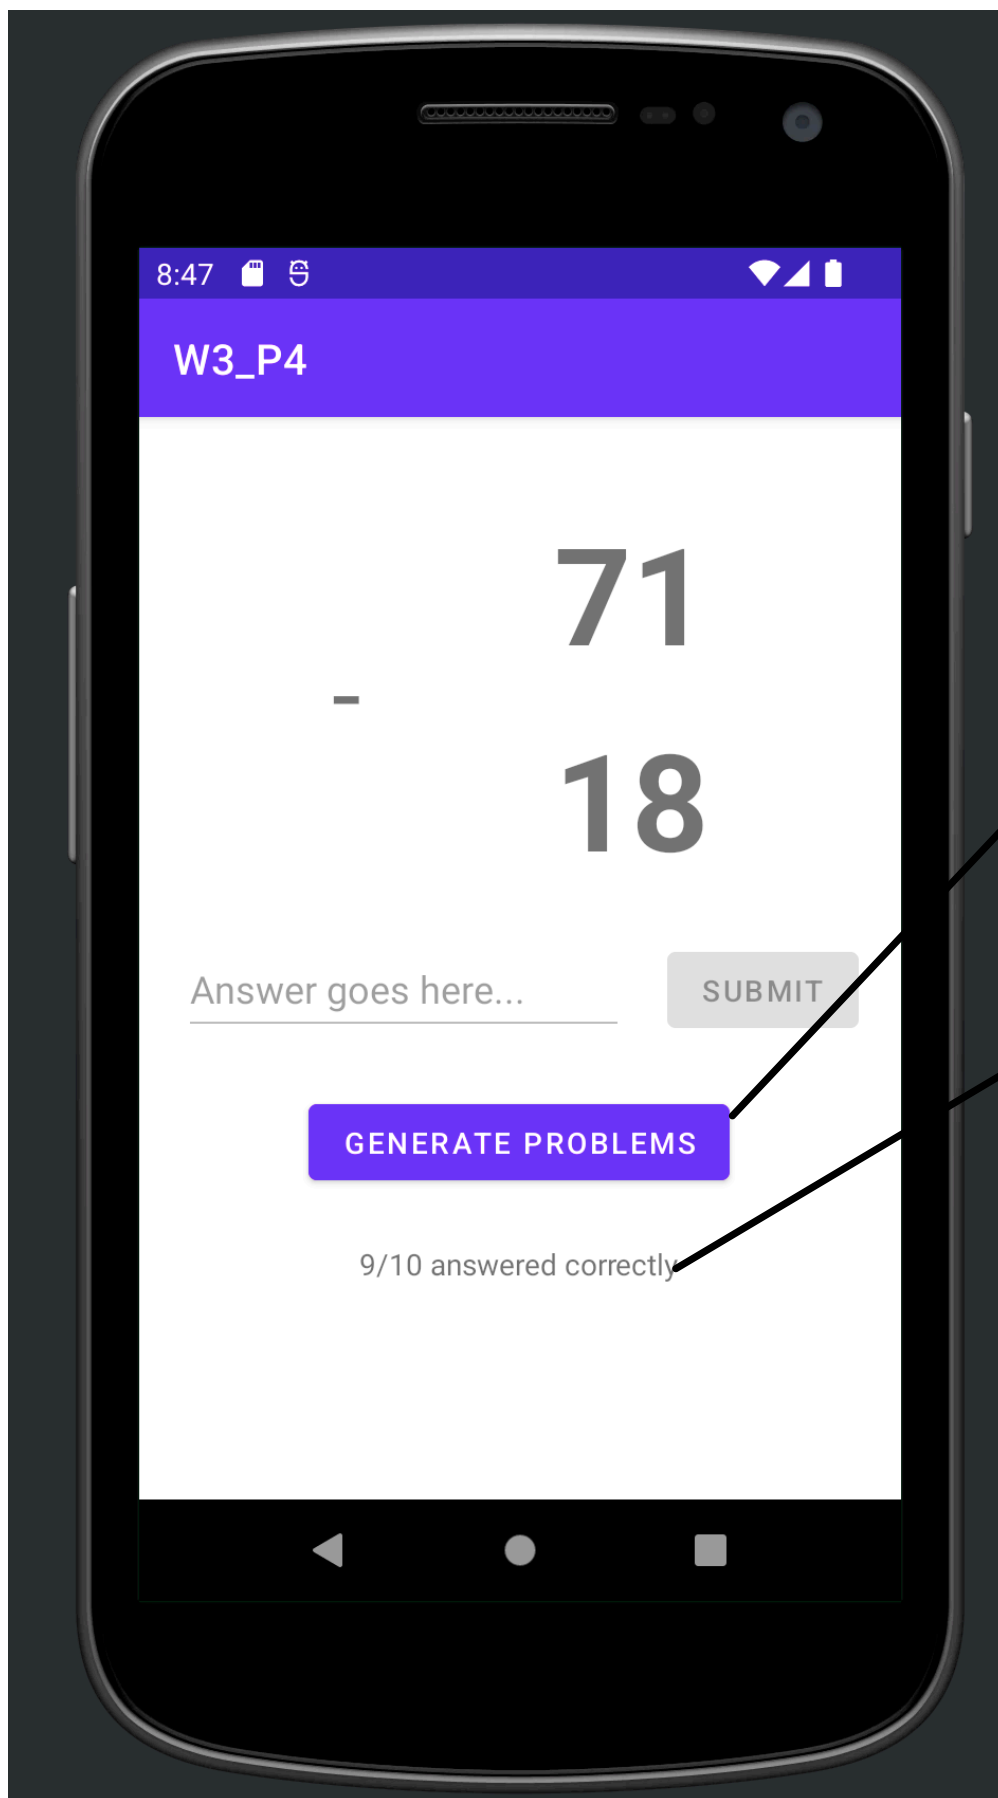 8:47
W3_P4
71
-
18
Answer goes here... SUBMIT
GENERATE PROBLEMS
9/10 answered correctly